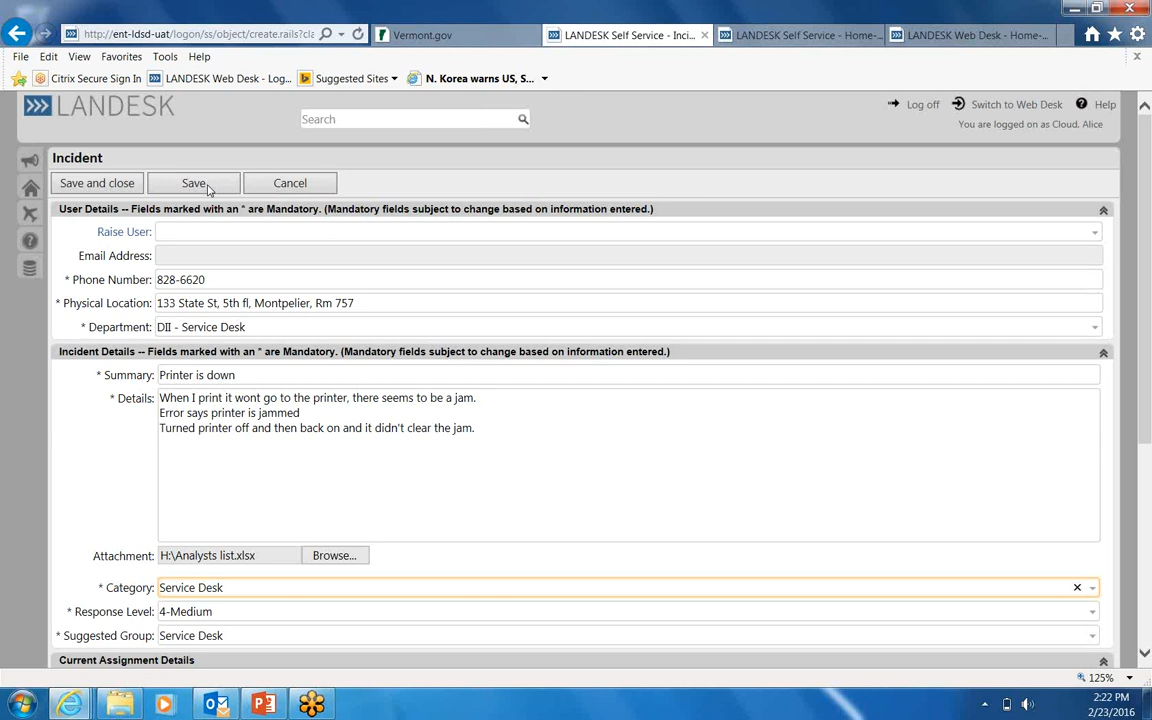 http://ent-ldsd-uat/logon/ss/object/create.rails?cla
Vermont.gov
LANDESK Self Service - Inci...
LANDESK Self Service - Home-...
LANDESK Web Desk - Home-...
File Edit View Favorites Tools Help
Citrix Secure Sign In
LANDESK Web Desk - Log...
Suggested Sites
N. Korea warns US, S...
LANDESK
Search
Log off
Switch to Web Desk
Help
You are logged on as Cloud, Alice
Incident
Save and close
Save
Cancel
User Details -- Fields marked with an * are Mandatory. (Mandatory fields subject to change based on information entered.)
Raise User:
Email Address:
* Phone Number: 828-6620
* Physical Location: 133 State St, 5th fl, Montpelier, Rm 757
* Department: DII - Service Desk
Incident Details -- Fields marked with an * are Mandatory. (Mandatory fields subject to change based on information entered.)
* Summary: Printer is down
* Details: When I print it wont go to the printer, there seems to be a jam.
Error says printer is jammed
Turned printer off and then back on and it didn't clear the jam.
Attachment: H:\Analysts list.xlsx Browse...
* Category: Service Desk
* Response Level: 4-Medium
* Suggested Group: Service Desk
Current Assignment Details
125%
2:22 PM
2/23/2016